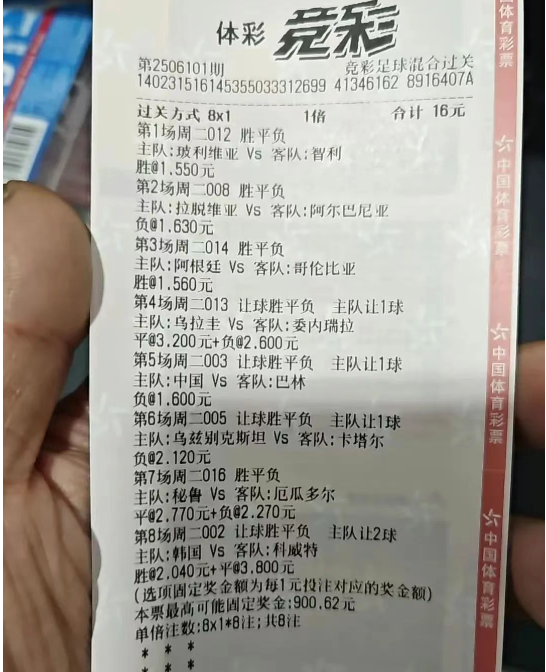 体彩 竞彩
第2506101期 竞彩足球混合过关
140231516145355033312699 41346162 8916407A
过关方式 8x1 1倍 合计 16元
第1场周二012 胜平负
主队:玻利维亚 Vs 客队:智利
胜@1.550元
第2场周二008 胜平负
主队:拉脱维亚 Vs 客队:阿尔巴尼亚
负@1.630元
第3场周二014 胜平负
主队:阿根廷 Vs 客队:哥伦比亚
胜@1.560元
第4场周二013 让球胜平负 主队让1球
主队:乌拉圭 Vs 客队:委内瑞拉
平@3.200元+负@2.600元
第5场周二003 让球胜平负 主队让1球
主队:中国 Vs 客队:巴林
负@1.600元
第6场周二005 让球胜平负 主队让1球
主队:乌兹别克斯坦 Vs 客队:卡塔尔
负@2.120元
第7场周二016 胜平负
主队:秘鲁 Vs 客队:厄瓜多尔
平@2.770元+负@2.270元
第8场周二002 让球胜平负 主队让2球
主队:韩国 Vs 客队:科威特
胜@2.040元+平@3.800元
(选项固定奖金额为每1元投注对应的奖金额)
本票最高可能固定奖金:900.62元
单倍注数:8x1*8注;共8注
* * *
* * *
体育彩票
中国体育彩票
中国体育彩票
中国体育彩票